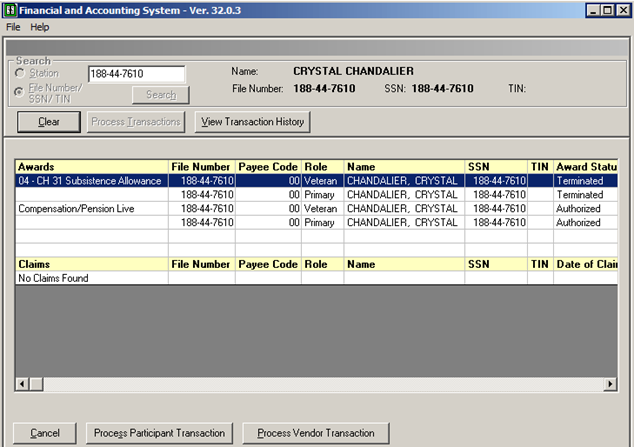 Financial and Accounting System - Ver. 32.0.3
File Help
Search
Station 188-44-7610 Name: CRYSTAL CHANDALIER
File Number/ SSN/ TIN Search File Number: 188-44-7610 SSN: 188-44-7610 TIN:
Clear Process Transactions View Transaction History
Awards File Number Payee Code Role Name SSN TIN Award Statu
04 - CH 31 Subsistence Allowance 188-44-7610 00 Veteran CHANDALIER, CRYSTAL 188-44-7610 Terminated
188-44-7610 00 Primary CHANDALIER, CRYSTAL 188-44-7610 Terminated
Compensation/Pension Live 188-44-7610 00 Veteran CHANDALIER, CRYSTAL 188-44-7610 Authorized
188-44-7610 00 Primary CHANDALIER, CRYSTAL 188-44-7610 Authorized
Claims File Number Payee Code Role Name SSN TIN Date of Clai
No Claims Found
Cancel Process Participant Transaction Process Vendor Transaction